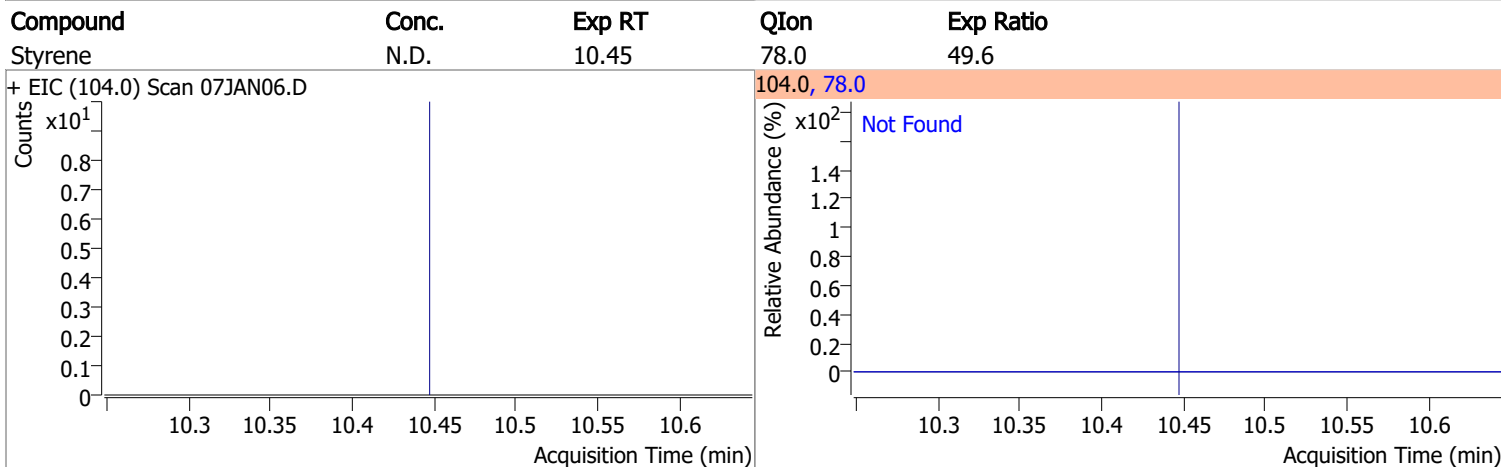 Compound Conc. Exp RT QIon Exp Ratio
Styrene N.D. 10.45 78.0 49.6
+ EIC (104.0) Scan 07JAN06.D
Counts
x10¹
0.8
0.7
0.6
0.5
0.4
0.3
0.2
0.1
0
10.3 10.35 10.4 10.45 10.5 10.55 10.6
Acquisition Time (min)
104.0, 78.0
Relative Abundance (%)
x10²
Not Found
1.4
1.2
1
0.8
0.6
0.4
0.2
0
10.3 10.35 10.4 10.45 10.5 10.55 10.6
Acquisition Time (min)